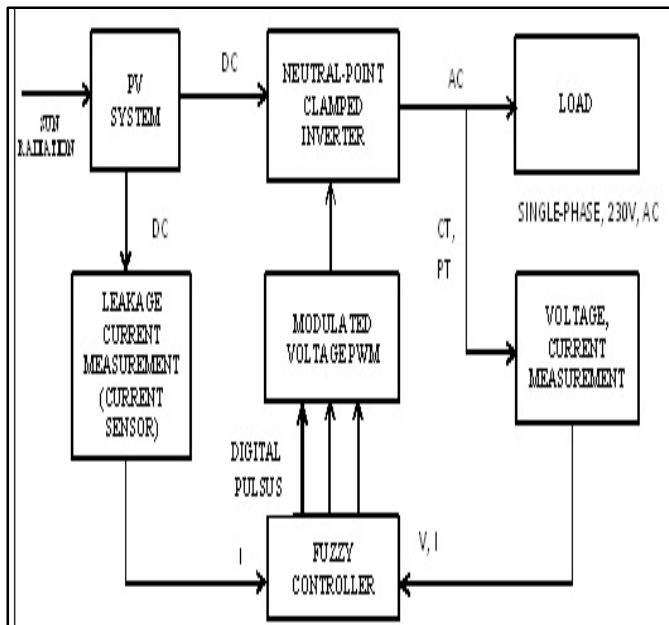 PV
SYSTEM
DC
NEUTRAL-POINT
CLAMPED
INVERTER
AC
LOAD
SUN
RADIATION
SINGLE-PHASE, 230V, AC
DC
CT,
PT
LEAKAGE
CURRENT
MEASUREMENT
(CURRENT
SENSOR)
MODULATED
VOLTAGE PWM
VOLTAGE,
CURRENT
MEASUREMENT
DIGITAL
PULSUS
I
FUZZY
CONTROLLER
V, I